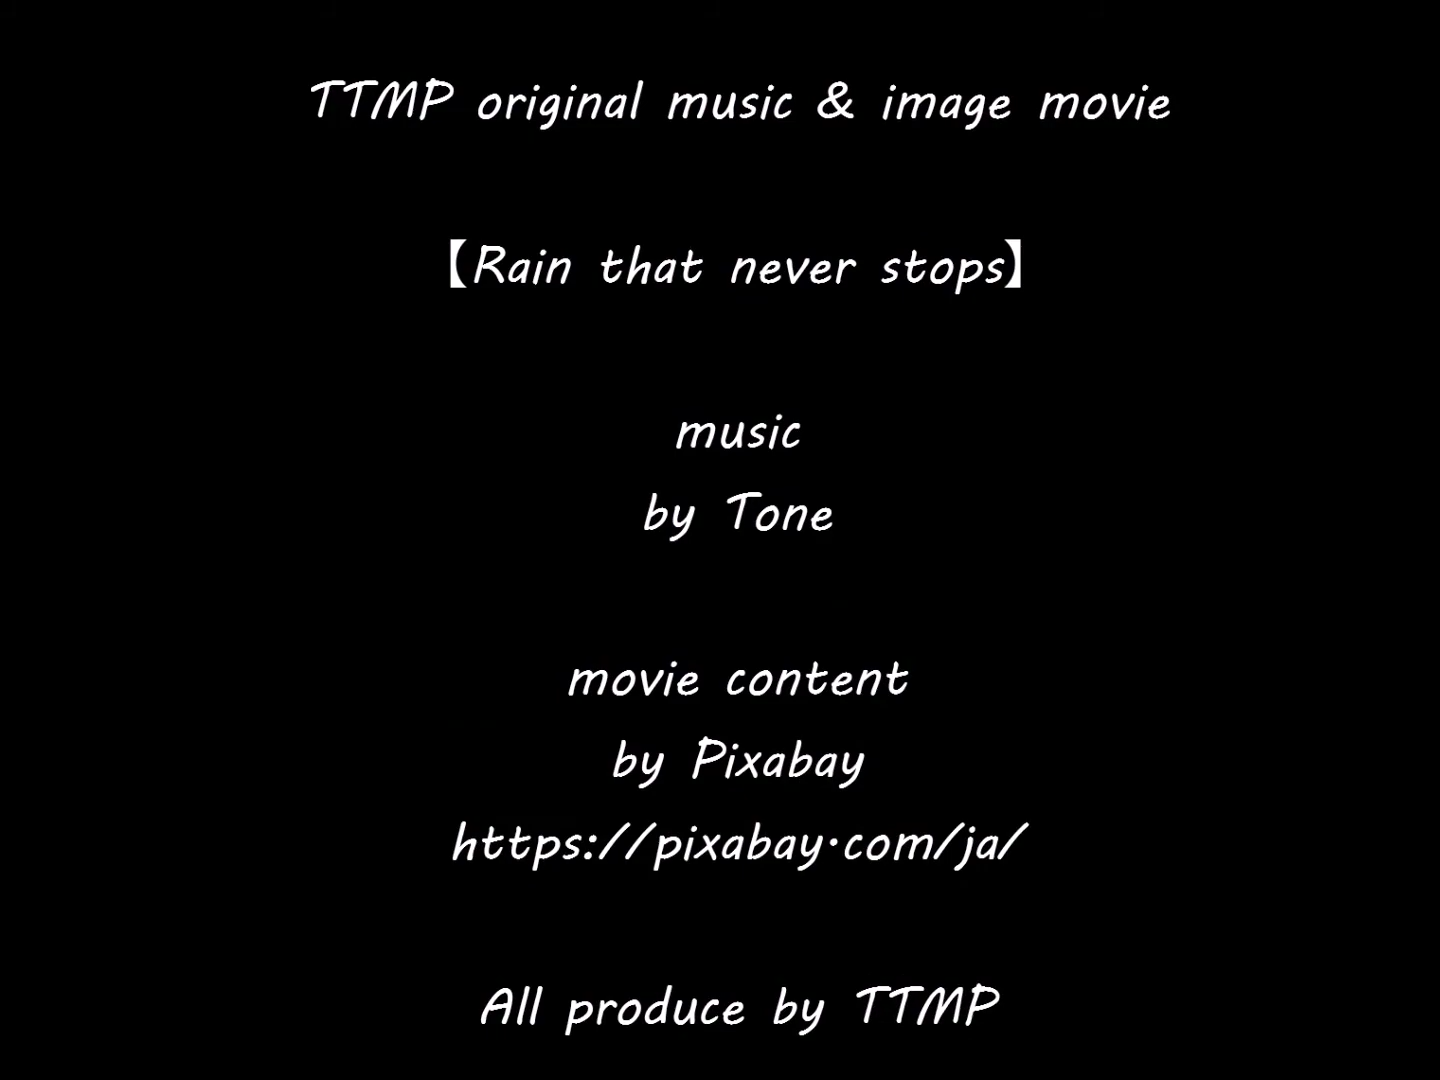 TTMP original music & image movie
【Rain that never stops】
music
by Tone
movie content
by Pixabay
https://pixabay.com/ja/
All produce by TTMP